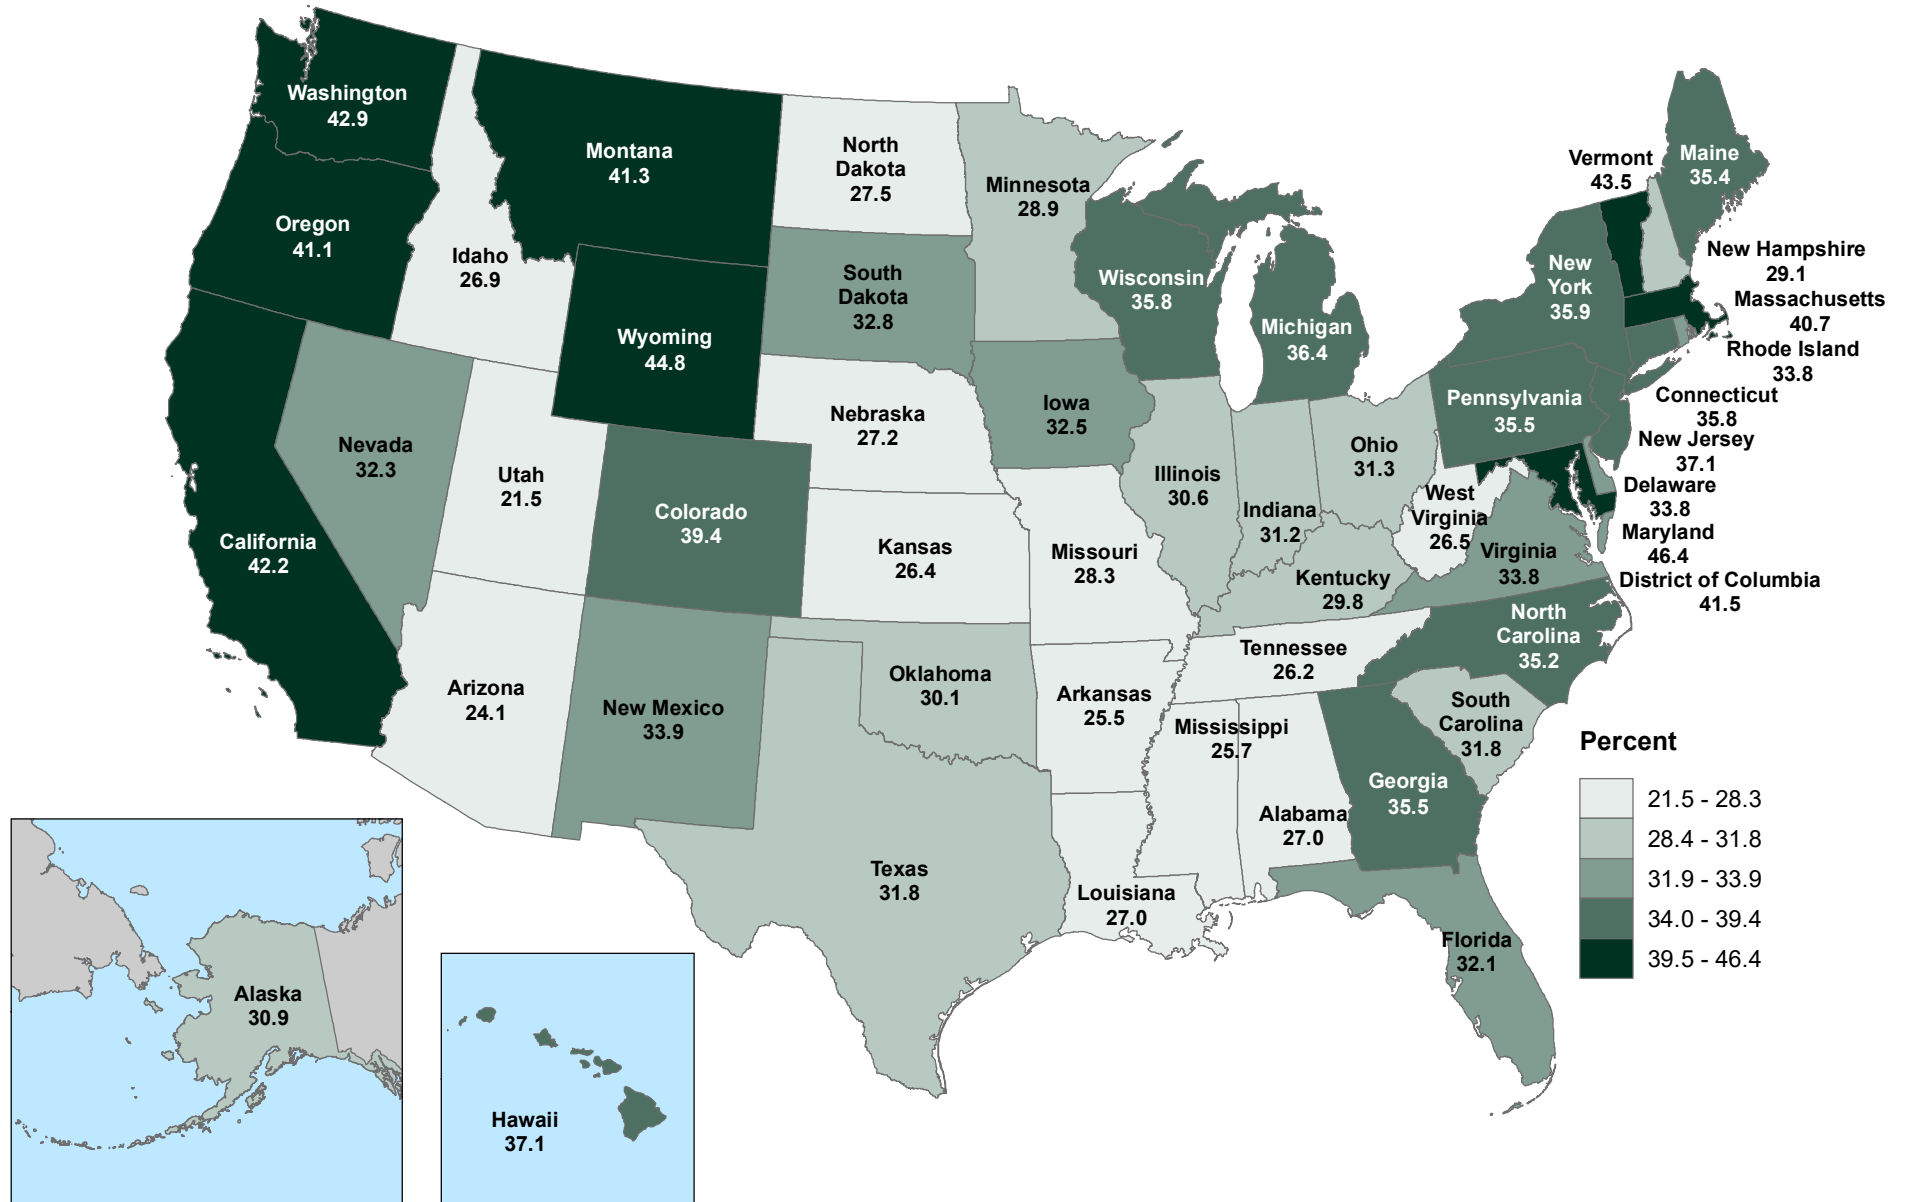 Washington
42.9
Oregon
41.1
California
42.2
Idaho
26.9
Nevada
32.3
Montana
41.3
Wyoming
44.8
Utah
21.5
Colorado
39.4
Arizona
24.1
New Mexico
33.9
North
Dakota
27.5
South
Dakota
32.8
Nebraska
27.2
Kansas
26.4
Oklahoma
30.1
Texas
31.8
Minnesota
28.9
Iowa
32.5
Missouri
28.3
Arkansas
25.5
Louisiana
27.0
Wisconsin
35.8
Illinois
30.6
Michigan
36.4
Indiana
31.2
Ohio
31.3
Kentucky
29.8
Tennessee
26.2
Mississippi
25.7
Alabama
27.0
Georgia
35.5
Florida
32.1
South
Carolina
31.8
North
Carolina
35.2
West
Virginia
26.5
Virginia
33.8
Pennsylvania
35.5
New
York
35.9
Vermont
43.5
Maine
35.4
New Hampshire
29.1
Massachusetts
40.7
Rhode Island
33.8
Connecticut
35.8
New Jersey
37.1
Delaware
33.8
Maryland
46.4
District of Columbia
41.5
Alaska
30.9
Hawaii
37.1
Percent
21.5 - 28.3
28.4 - 31.8
31.9 - 33.9
34.0 - 39.4
39.5 - 46.4